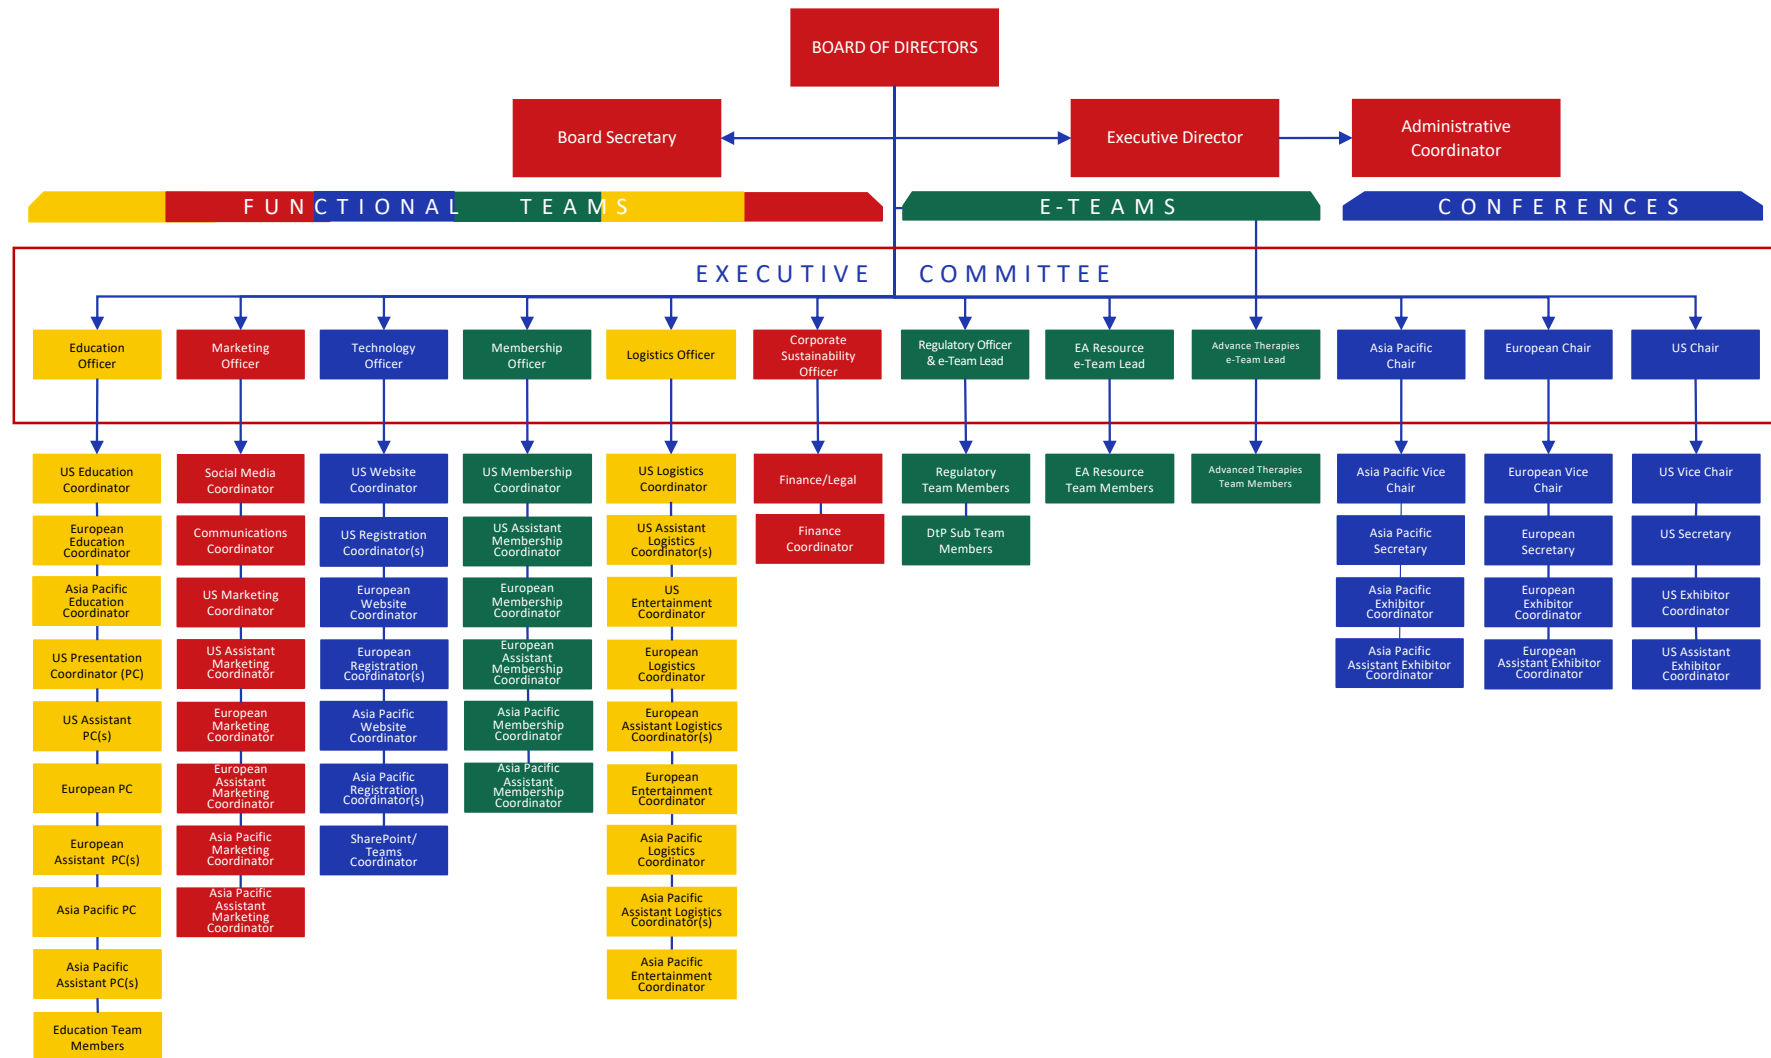 BOARD OF DIRECTORS
Board Secretary
Executive Director
Administrative
Coordinator
FUNCTIONAL TEAMS
E-TEAMS
CONFERENCES
EXECUTIVE COMMITTEE
Education
Officer
Marketing
Officer
Technology
Officer
Membership
Officer
Logistics Officer
Corporate
Sustainability
Officer
Regulatory Officer
& e-Team Lead
EA Resource
e-Team Lead
Advance Therapies
e-Team Lead
Asia Pacific
Chair
European Chair
US Chair
US Education
Coordinator
European
Education
Coordinator
Asia Pacific
Education
Coordinator
US Presentation
Coordinator (PC)
US Assistant
PC(s)
European PC
European
Assistant PC(s)
Asia Pacific PC
Asia Pacific
Assistant PC(s)
Education Team
Members
Social Media
Coordinator
Communications
Coordinator
US Marketing
Coordinator
US Assistant
Marketing
Coordinator
European
Marketing
Coordinator
European
Assistant
Marketing
Coordinator
Asia Pacific
Marketing
Coordinator
Asia Pacific
Assistant
Marketing
Coordinator
US Website
Coordinator
US Registration
Coordinator(s)
European
Website
Coordinator
European
Registration
Coordinator(s)
Asia Pacific
Website
Coordinator
Asia Pacific
Registration
Coordinator(s)
SharePoint/
Teams
Coordinator
US Membership
Coordinator
US Assistant
Membership
Coordinator
European
Membership
Coordinator
European
Assistant
Membership
Coordinator
Asia Pacific
Membership
Coordinator
Asia Pacific
Assistant
Membership
Coordinator
US Logistics
Coordinator
US Assistant
Logistics
Coordinator(s)
US
Entertainment
Coordinator
European
Logistics
Coordinator
European
Assistant Logistics
Coordinator(s)
European
Entertainment
Coordinator
Asia Pacific
Logistics
Coordinator
Asia Pacific
Assistant Logistics
Coordinator(s)
Asia Pacific
Entertainment
Coordinator
Finance/Legal
Finance
Coordinator
Regulatory
Team Members
DtP Sub Team
Members
EA Resource
Team Members
Advanced Therapies
Team Members
Asia Pacific Vice
Chair
Asia Pacific
Secretary
Asia Pacific
Exhibitor
Coordinator
Asia Pacific
Assistant Exhibitor
Coordinator
European Vice
Chair
European
Secretary
European
Exhibitor
Coordinator
European
Assistant Exhibitor
Coordinator
US Vice Chair
US Secretary
US Exhibitor
Coordinator
US Assistant
Exhibitor
Coordinator